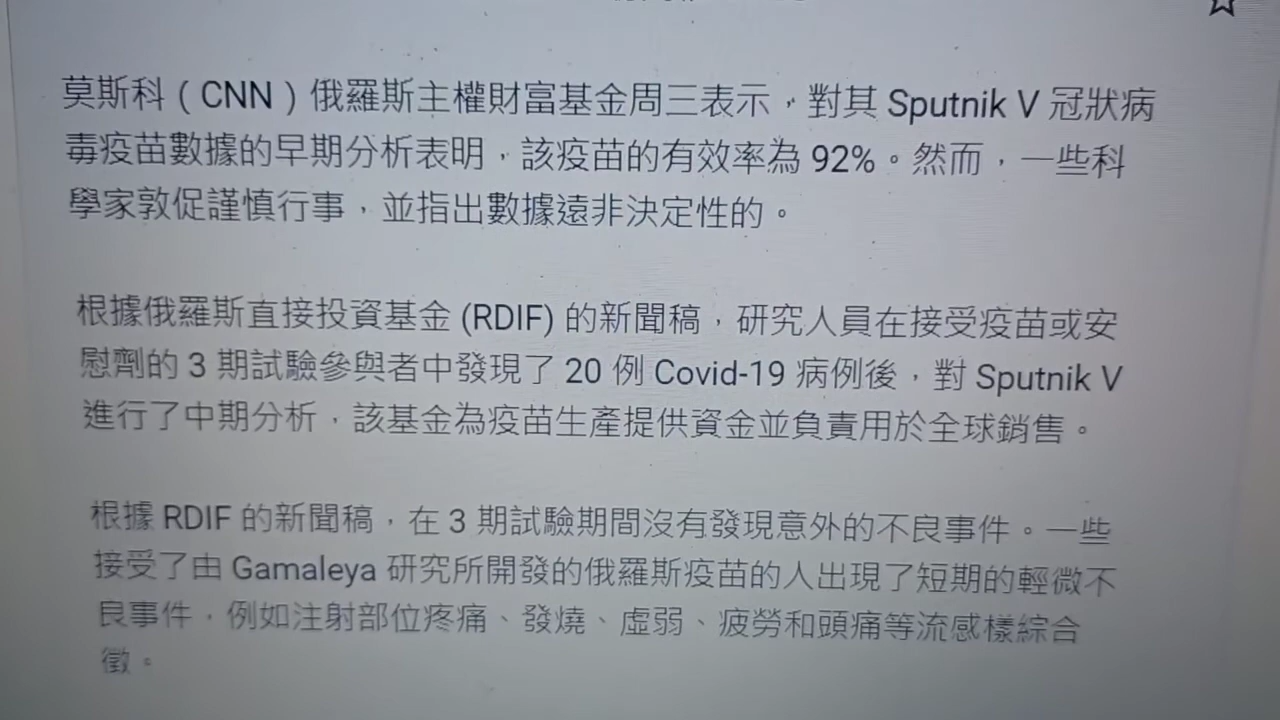 莫斯科（CNN）俄羅斯主權財富基金周三表示，對其 Sputnik V 冠狀病
毒疫苗數據的早期分析表明，該疫苗的有效率為 92%。然而，一些科
學家敦促謹慎行事，並指出數據遠非決定性的。
根據俄羅斯直接投資基金 (RDIF) 的新聞稿，研究人員在接受疫苗或安
慰劑的 3 期試驗參與者中發現了 20 例 Covid-19 病例後，對 Sputnik V
進行了中期分析，該基金為疫苗生產提供資金並負責用於全球銷售。
根據 RDIF 的新聞稿，在 3 期試驗期間沒有發現意外的不良事件。一些
接受了由 Gamaleya 研究所開發的俄羅斯疫苗的人出現了短期的輕微不
良事件，例如注射部位疼痛、發燒、虛弱、疲勞和頭痛等流感樣綜合
徵。